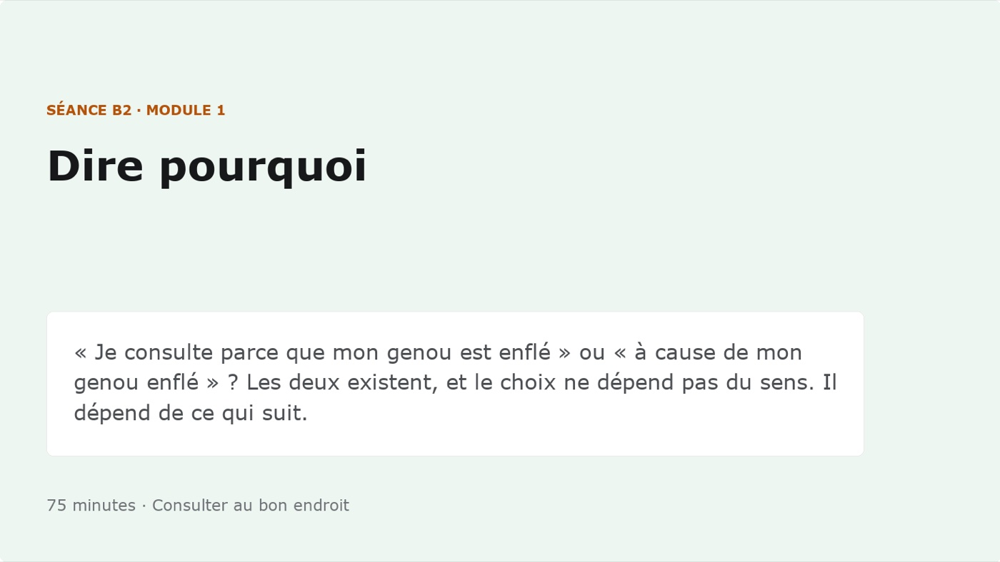 SÉANCE B2 · MODULE 1
Dire pourquoi
« Je consulte parce que mon genou est enflé » ou « à cause de mon
genou enflé » ? Les deux existent, et le choix ne dépend pas du sens. Il
dépend de ce qui suit.
75 minutes · Consulter au bon endroit